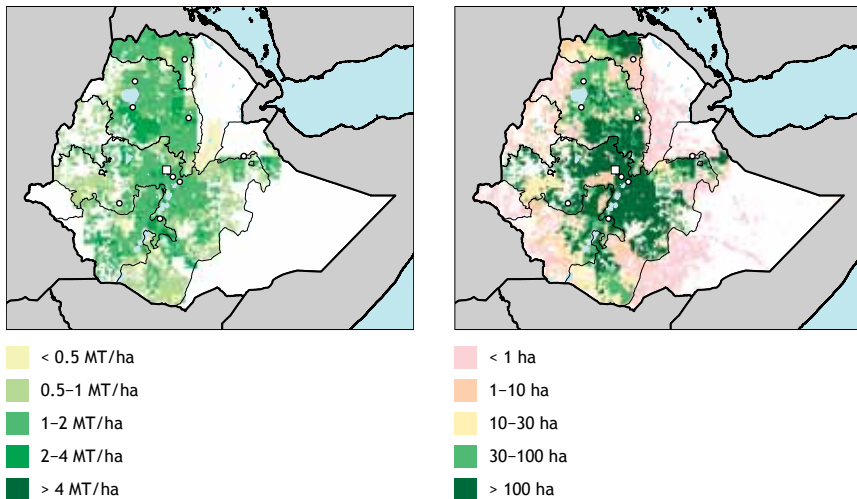 < 0.5 MT/ha
0.5–1 MT/ha
1–2 MT/ha
2–4 MT/ha
> 4 MT/ha
< 1 ha
1–10 ha
10–30 ha
30–100 ha
> 100 ha